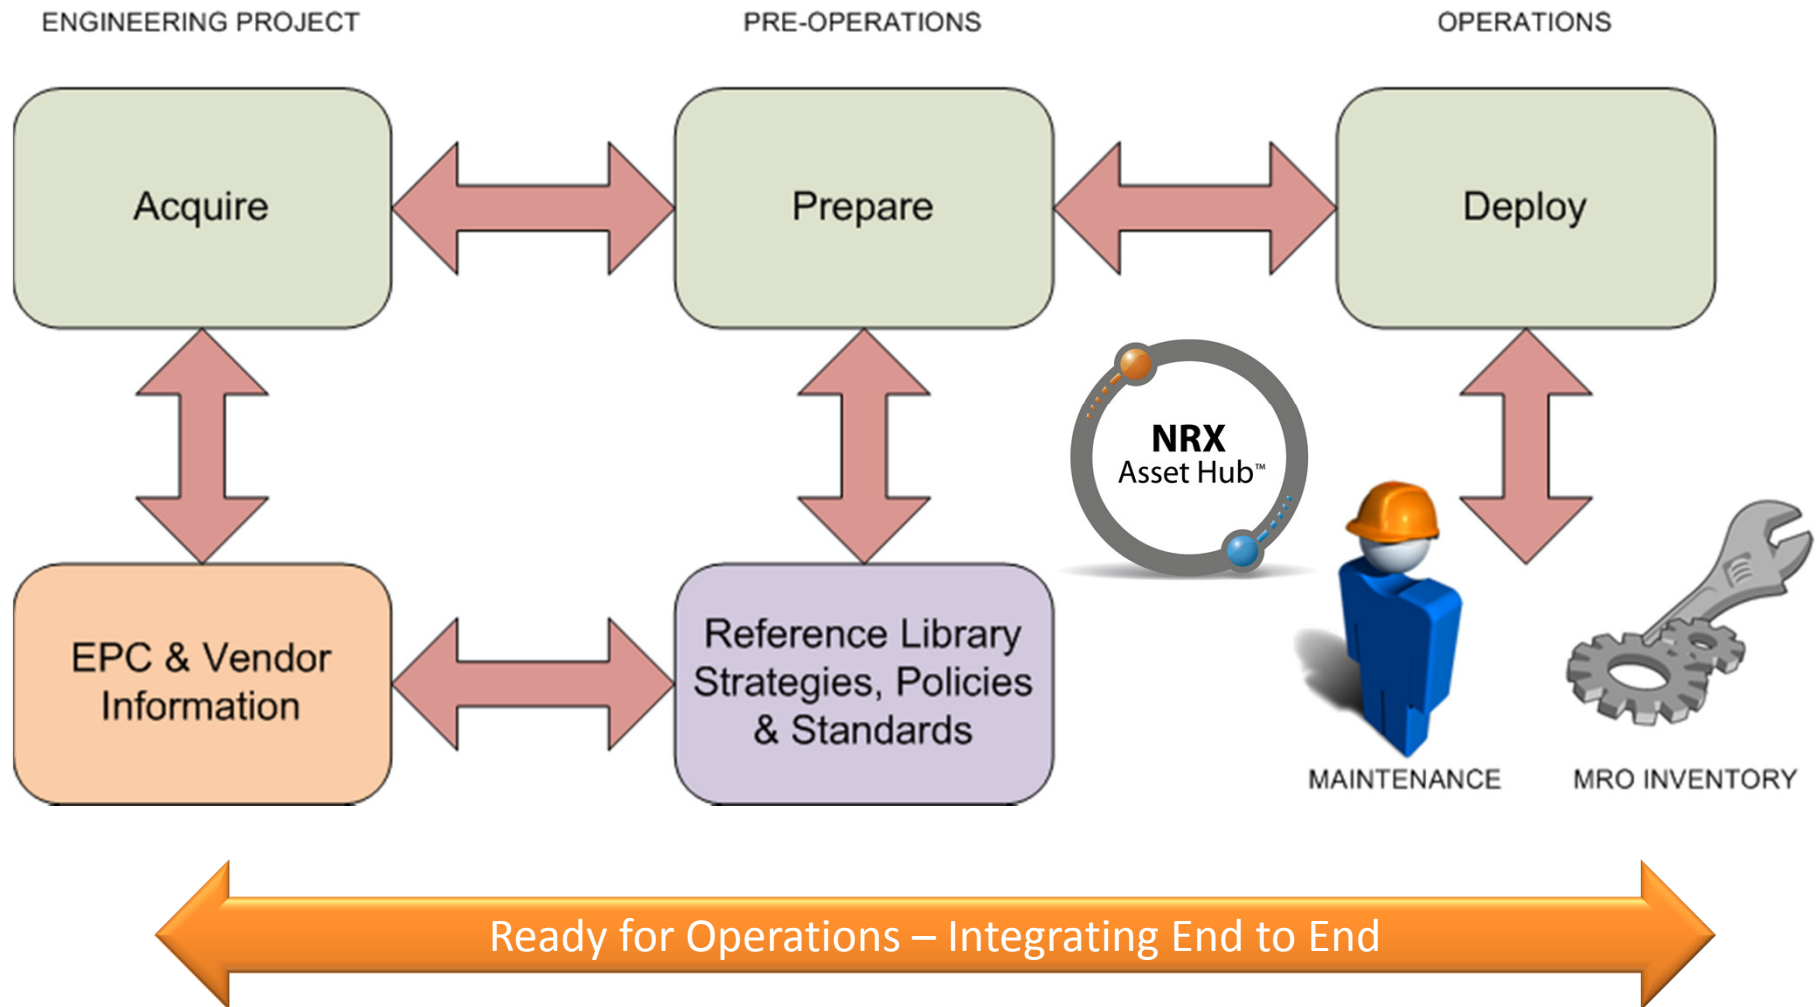 ENGINEERING PROJECT
PRE-OPERATIONS
OPERATIONS
Acquire
Prepare
Deploy
NRX
Asset Hub™
EPC & Vendor
Information
Reference Library
Strategies, Policies
& Standards
MAINTENANCE
MRO INVENTORY
Ready for Operations – Integrating End to End